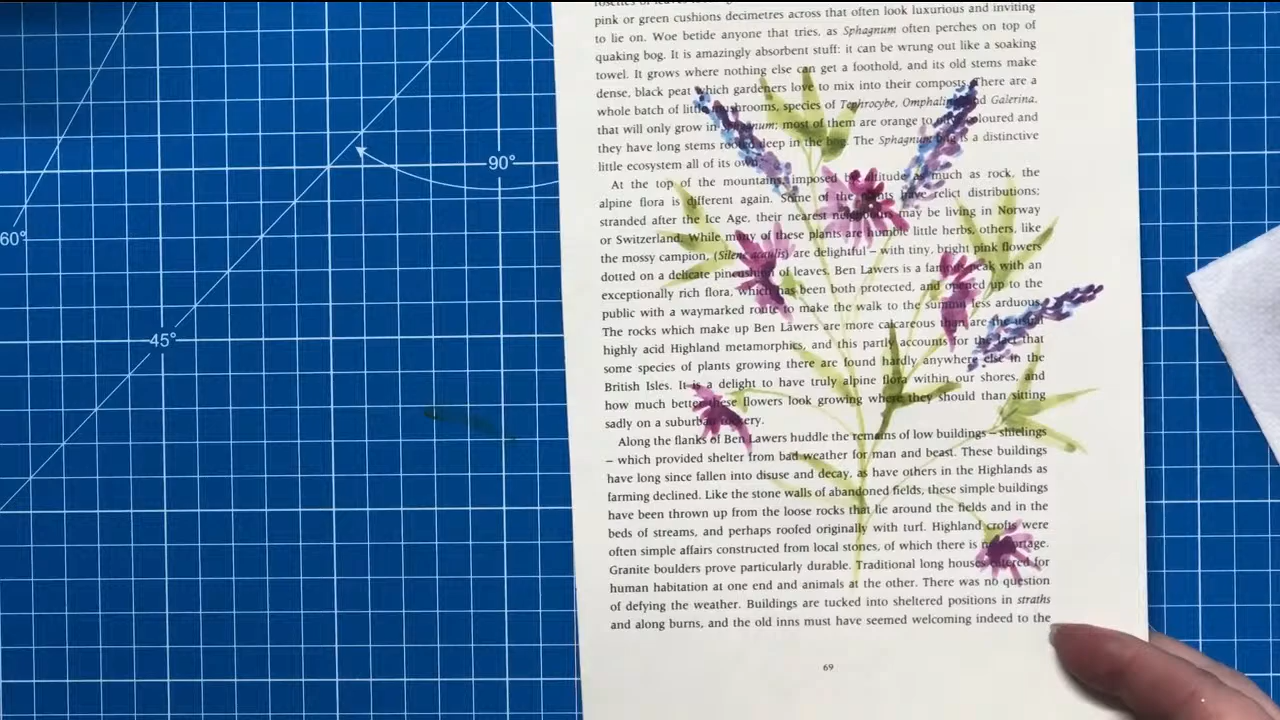 pink or green cushions decimetres across that often look luxurious and inviting
to lie on. Woe betide anyone that tries, as Sphagnum often perches on top of
quaking bog. It is amazingly absorbent stuff: it can be wrung out like a soaking
towel. It grows where nothing else can get a foothold, and its old stems make
dense, black peat which gardeners love to mix into their composts. There are a
whole batch of little mushrooms, species of Tephrocybe, Omphalina and Galerina,
that will only grow in Sphagnum; most of them are orange to coloured and
they have long stems rooted deep in the bog. The Sphagnum bog is a distinctive
little ecosystem all of its own.
At the top of the mountains, imposed by altitude as much as rock, the
alpine flora is different again. Some of the plants have relict distributions;
stranded after the Ice Age, their nearest neighbours may be living in Norway
or Switzerland. While many of these plants are humble little herbs, others, like
the mossy campion, (Silene acaulis) are delightful – with tiny, bright pink flowers
dotted on a delicate pincushion of leaves. Ben Lawers is a famous peak with an
exceptionally rich flora, which has been both protected, and opened up to the
public with a waymarked route to make the walk to the summit less arduous.
The rocks which make up Ben Lawers are more calcareous than are the usual
highly acid Highland metamorphics, and this partly accounts for the fact that
some species of plants growing there are found hardly anywhere else in the
British Isles. It is a delight to have truly alpine flora within our shores, and
how much better these flowers look growing where they should than sitting
sadly on a suburban rockery.
Along the flanks of Ben Lawers huddle the remains of low buildings – shielings
– which provided shelter from bad weather for man and beast. These buildings
have long since fallen into disuse and decay, as have others in the Highlands as
farming declined. Like the stone walls of abandoned fields, these simple buildings
have been thrown up from the loose rocks that lie around the fields and in the
beds of streams, and perhaps roofed originally with turf. Highland crofts were
often simple affairs constructed from local stones, of which there is no shortage.
Granite boulders prove particularly durable. Traditional long houses catered for
human habitation at one end and animals at the other. There was no question
of defying the weather. Buildings are tucked into sheltered positions in straths
and along burns, and the old inns must have seemed welcoming indeed to the
69
90°
60°
45°